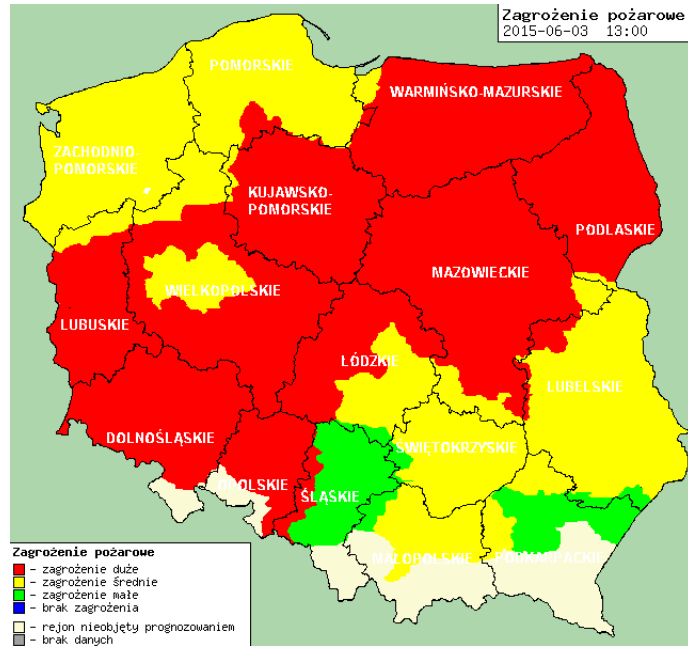 Zagrożenie pożarowe
2015-06-03 13:00
POMORSKIE
WARMIŃSKO-MAZURSKIE
ZACHODNIO-
POMORSKIE
KUJAWSKO-
POMORSKIE
PODLASKIE
MAZOWIECKIE
WIELKOPOLSKIE
LUBUSKIE
ŁÓDZKIE
LUBELSKIE
DOLNOŚLĄSKIE
ŚWIĘTOKRZYSKIE
OPOLSKIE
ŚLĄSKIE
MAŁOPOLSKIE
PODKARPACKIE
Zagrożenie pożarowe
- zagrożenie duże
- zagrożenie średnie
- zagrożenie małe
- brak zagrożenia
- rejon nieobjęty prognozowaniem
- brak danych